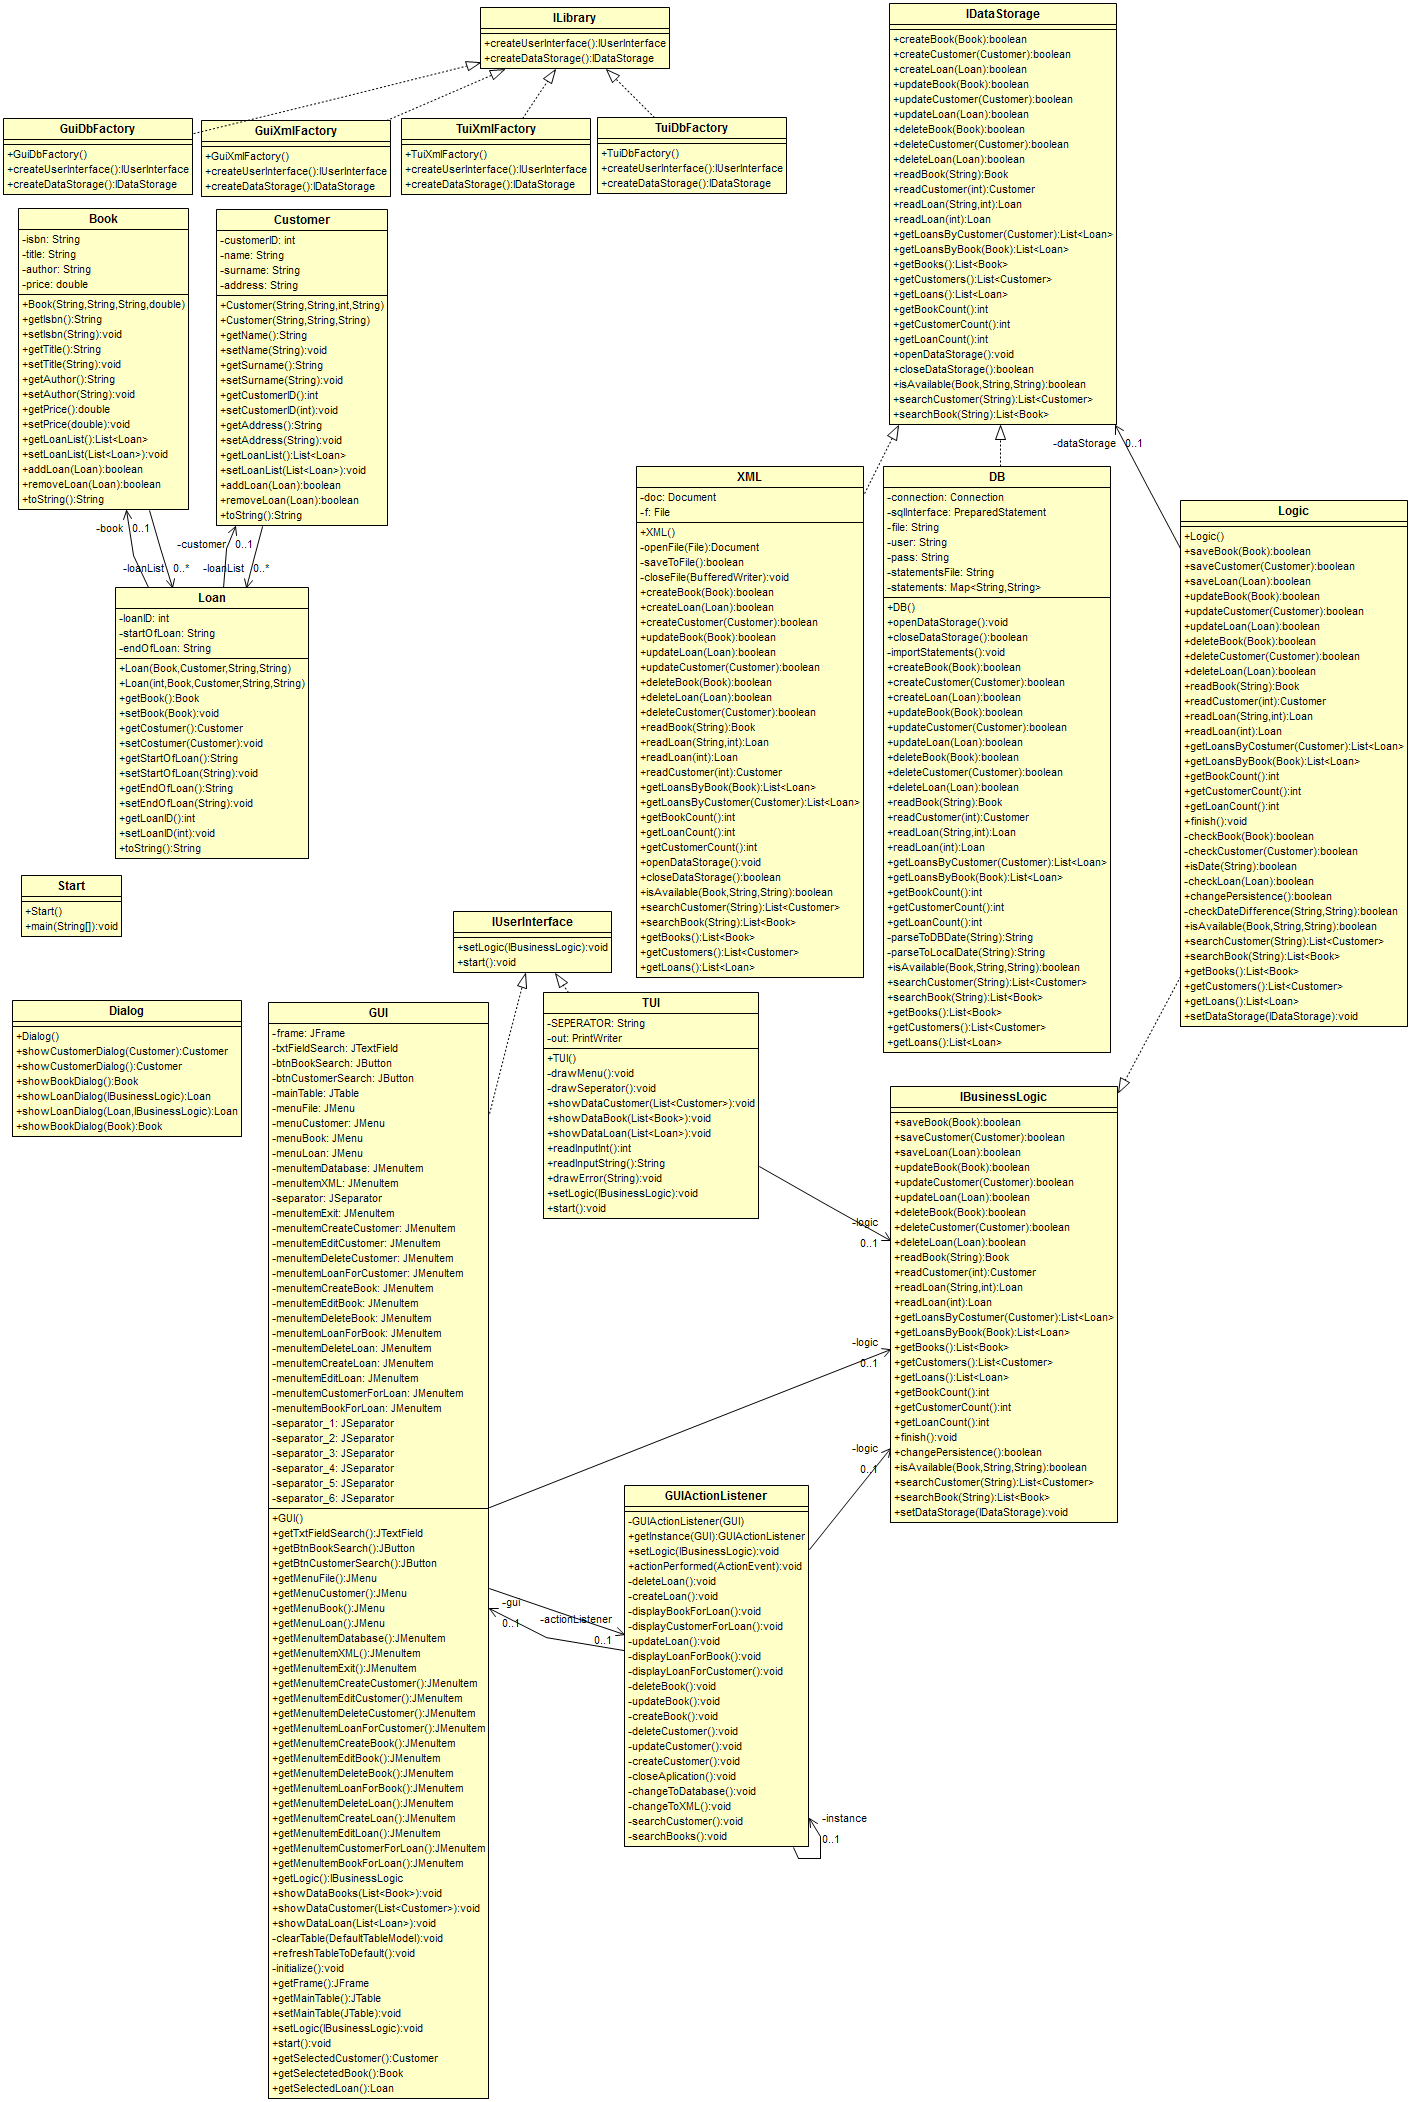 ILibrary
+createUserInterface():IUserInterface
+createDataStorage():IDataStorage
GuiDbFactory
+GuiDbFactory()
+createUserInterface():IUserInterface
+createDataStorage():IDataStorage
GuiXmlFactory
+GuiXmlFactory()
+createUserInterface():IUserInterface
+createDataStorage():IDataStorage
TuiXmlFactory
+TuiXmlFactory()
+createUserInterface():IUserInterface
+createDataStorage():IDataStorage
TuiDbFactory
+TuiDbFactory()
+createUserInterface():IUserInterface
+createDataStorage():IDataStorage
IDataStorage
+createBook(Book):boolean
+createCustomer(Customer):boolean
+createLoan(Loan):boolean
+updateBook(Book):boolean
+updateCustomer(Customer):boolean
+updateLoan(Loan):boolean
+deleteBook(Book):boolean
+deleteCustomer(Customer):boolean
+deleteLoan(Loan):boolean
+readBook(String):Book
+readCustomer(int):Customer
+readLoan(String,int):Loan
+readLoan(int):Loan
+getLoansByCustomer(Customer):List<Loan>
+getLoansByBook(Book):List<Loan>
+getBooks():List<Book>
+getCustomers():List<Customer>
+getLoans():List<Loan>
+getBookCount():int
+getCustomerCount():int
+getLoanCount():int
+openDataStorage():void
+closeDataStorage():boolean
+isAvailable(Book,String,String):boolean
+searchCustomer(String):List<Customer>
+searchBook(String):List<Book>
-dataStorage 0..1
Book
-isbn: String
-title: String
-author: String
-price: double
+Book(String,String,String,double)
+getIsbn():String
+setIsbn(String):void
+getTitle():String
+setTitle(String):void
+getAuthor():String
+setAuthor(String):void
+getPrice():double
+setPrice(double):void
+getLoanList():List<Loan>
+setLoanList(List<Loan>):void
+addLoan(Loan):boolean
+removeLoan(Loan):boolean
+toString():String
Customer
-customerID: int
-name: String
-surname: String
-address: String
+Customer(String,String,int,String)
+Customer(String,String,String)
+getName():String
+setName(String):void
+getSurname():String
+setSurname(String):void
+getCustomerID():int
+setCustomerID(int):void
+getAddress():String
+setAddress(String):void
+getLoanList():List<Loan>
+setLoanList(List<Loan>):void
+addLoan(Loan):boolean
+removeLoan(Loan):boolean
+toString():String
-book 0..1
-customer 0..1
-loanList 0..*
-loanList 0..*
Loan
-loanID: int
-startOfLoan: String
-endOfLoan: String
+Loan(Book,Customer,String,String)
+Loan(int,Book,Customer,String,String)
+getBook():Book
+setBook(Book):void
+getCostumer():Customer
+setCostumer(Customer):void
+getStartOfLoan():String
+setStartOfLoan(String):void
+getEndOfLoan():String
+setEndOfLoan(String):void
+getLoanID():int
+setLoanID(int):void
+toString():String
XML
-doc: Document
-f: File
+XML()
-openFile(File):Document
-saveToFile():boolean
-closeFile(BufferedWriter):void
+createBook(Book):boolean
+createLoan(Loan):boolean
+createCustomer(Customer):boolean
+updateBook(Book):boolean
+updateLoan(Loan):boolean
+updateCustomer(Customer):boolean
+deleteBook(Book):boolean
+deleteLoan(Loan):boolean
+deleteCustomer(Customer):boolean
+readBook(String):Book
+readLoan(String,int):Loan
+readLoan(int):Loan
+readCustomer(int):Customer
+getLoansByBook(Book):List<Loan>
+getLoansByCustomer(Customer):List<Loan>
+getBookCount():int
+getLoanCount():int
+getCustomerCount():int
+openDataStorage():void
+closeDataStorage():boolean
+isAvailable(Book,String,String):boolean
+searchCustomer(String):List<Customer>
+searchBook(String):List<Book>
+getBooks():List<Book>
+getCustomers():List<Customer>
+getLoans():List<Loan>
DB
-connection: Connection
-sqlInterface: PreparedStatement
-file: String
-user: String
-pass: String
-statementsFile: String
-statements: Map<String,String>
+DB()
+openDataStorage():void
+closeDataStorage():boolean
-importStatements():void
+createBook(Book):boolean
+createCustomer(Customer):boolean
+createLoan(Loan):boolean
+updateBook(Book):boolean
+updateCustomer(Customer):boolean
+updateLoan(Loan):boolean
+deleteBook(Book):boolean
+deleteCustomer(Customer):boolean
+deleteLoan(Loan):boolean
+readBook(String):Book
+readCustomer(int):Customer
+readLoan(String,int):Loan
+readLoan(int):Loan
+getLoansByCustomer(Customer):List<Loan>
+getLoansByBook(Book):List<Loan>
+getBookCount():int
+getCustomerCount():int
+getLoanCount():int
-parseToDBDate(String):String
-parseToLocalDate(String):String
+isAvailable(Book,String,String):boolean
+searchCustomer(String):List<Customer>
+searchBook(String):List<Book>
+getBooks():List<Book>
+getCustomers():List<Customer>
+getLoans():List<Loan>
Logic
+Logic()
+saveBook(Book):boolean
+saveCustomer(Customer):boolean
+saveLoan(Loan):boolean
+updateBook(Book):boolean
+updateCustomer(Customer):boolean
+updateLoan(Loan):boolean
+deleteBook(Book):boolean
+deleteCustomer(Customer):boolean
+deleteLoan(Loan):boolean
+readBook(String):Book
+readCustomer(int):Customer
+readLoan(String,int):Loan
+readLoan(int):Loan
+getLoansByCostumer(Customer):List<Loan>
+getLoansByBook(Book):List<Loan>
+getBookCount():int
+getCustomerCount():int
+getLoanCount():int
+finish():void
-checkBook(Book):boolean
-checkCustomer(Customer):boolean
+isDate(String):boolean
-checkLoan(Loan):boolean
+changePersistence():boolean
-checkDateDifference(String,String):boolean
+isAvailable(Book,String,String):boolean
+searchCustomer(String):List<Customer>
+searchBook(String):List<Book>
+getBooks():List<Book>
+getCustomers():List<Customer>
+getLoans():List<Loan>
+setDataStorage(IDataStorage):void
Start
+Start()
+main(String[]):void
IUserInterface
+setLogic(IBusinessLogic):void
+start():void
Dialog
+Dialog()
+showCustomerDialog(Customer):Customer
+showCustomerDialog():Customer
+showBookDialog():Book
+showLoanDialog(IBusinessLogic):Loan
+showLoanDialog(Loan,IBusinessLogic):Loan
+showBookDialog(Book):Book
GUI
-frame: JFrame
-txtFieldSearch: JTextField
-btnBookSearch: JButton
-btnCustomerSearch: JButton
-mainTable: JTable
-menuFile: JMenu
-menuCustomer: JMenu
-menuBook: JMenu
-menuLoan: JMenu
-menuItemDatabase: JMenuItem
-menuItemXML: JMenuItem
-separator: JSeparator
-menuItemExit: JMenuItem
-menuItemCreateCustomer: JMenuItem
-menuItemEditCustomer: JMenuItem
-menuItemDeleteCustomer: JMenuItem
-menuItemLoanForCustomer: JMenuItem
-menuItemCreateBook: JMenuItem
-menuItemEditBook: JMenuItem
-menuItemDeleteBook: JMenuItem
-menuItemLoanForBook: JMenuItem
-menuItemDeleteLoan: JMenuItem
-menuItemCreateLoan: JMenuItem
-menuItemEditLoan: JMenuItem
-menuItemCustomerForLoan: JMenuItem
-menuItemBookForLoan: JMenuItem
-separator_1: JSeparator
-separator_2: JSeparator
-separator_3: JSeparator
-separator_4: JSeparator
-separator_5: JSeparator
-separator_6: JSeparator
+GUI()
+getTxtFieldSearch():JTextField
+getBtnBookSearch():JButton
+getBtnCustomerSearch():JButton
+getMenuFile():JMenu
+getMenuCustomer():JMenu
+getMenuBook():JMenu
+getMenuLoan():JMenu
+getMenuItemDatabase():JMenuItem
+getMenuItemXML():JMenuItem
+getMenuItemExit():JMenuItem
+getMenuItemCreateCustomer():JMenuItem
+getMenuItemEditCustomer():JMenuItem
+getMenuItemDeleteCustomer():JMenuItem
+getMenuItemLoanForCustomer():JMenuItem
+getMenuItemCreateBook():JMenuItem
+getMenuItemEditBook():JMenuItem
+getMenuItemDeleteBook():JMenuItem
+getMenuItemLoanForBook():JMenuItem
+getMenuItemDeleteLoan():JMenuItem
+getMenuItemCreateLoan():JMenuItem
+getMenuItemEditLoan():JMenuItem
+getMenuItemCustomerForLoan():JMenuItem
+getMenuItemBookForLoan():JMenuItem
+getLogic():IBusinessLogic
+showDataBooks(List<Book>):void
+showDataCustomer(List<Customer>):void
+showDataLoan(List<Loan>):void
-clearTable(DefaultTableModel):void
+refreshTableToDefault():void
-initialize():void
+getFrame():JFrame
+getMainTable():JTable
+setMainTable(JTable):void
+setLogic(IBusinessLogic):void
+start():void
+getSelectedCustomer():Customer
+getSelectetedBook():Book
+getSelectedLoan():Loan
TUI
-SEPERATOR: String
-out: PrintWriter
+TUI()
-drawMenu():void
-drawSeperator():void
+showDataCustomer(List<Customer>):void
+showDataBook(List<Book>):void
+showDataLoan(List<Loan>):void
+readInputInt():int
+readInputString():String
+drawError(String):void
+setLogic(IBusinessLogic):void
+start():void
IBusinessLogic
+saveBook(Book):boolean
+saveCustomer(Customer):boolean
+saveLoan(Loan):boolean
+updateBook(Book):boolean
+updateCustomer(Customer):boolean
+updateLoan(Loan):boolean
+deleteBook(Book):boolean
+deleteCustomer(Customer):boolean
+deleteLoan(Loan):boolean
+readBook(String):Book
+readCustomer(int):Customer
+readLoan(String,int):Loan
+readLoan(int):Loan
+getLoansByCostumer(Customer):List<Loan>
+getLoansByBook(Book):List<Loan>
+getBooks():List<Book>
+getCustomers():List<Customer>
+getLoans():List<Loan>
+getBookCount():int
+getCustomerCount():int
+getLoanCount():int
+finish():void
+changePersistence():boolean
+isAvailable(Book,String,String):boolean
+searchCustomer(String):List<Customer>
+searchBook(String):List<Book>
+setDataStorage(IDataStorage):void
-logic
0..1
-logic
0..1
-logic
0..1
GUIActionListener
-GUIActionListener(GUI)
+getInstance(GUI):GUIActionListener
+setLogic(IBusinessLogic):void
+actionPerformed(ActionEvent):void
-deleteLoan():void
-createLoan():void
-displayBookForLoan():void
-displayCustomerForLoan():void
-updateLoan():void
-displayLoanForBook():void
-displayLoanForCustomer():void
-deleteBook():void
-updateBook():void
-createBook():void
-deleteCustomer():void
-updateCustomer():void
-createCustomer():void
-closeAplication():void
-changeToDatabase():void
-changeToXML():void
-searchCustomer():void
-searchBooks():void
-gui
0..1
-actionListener
0..1
-instance
0..1